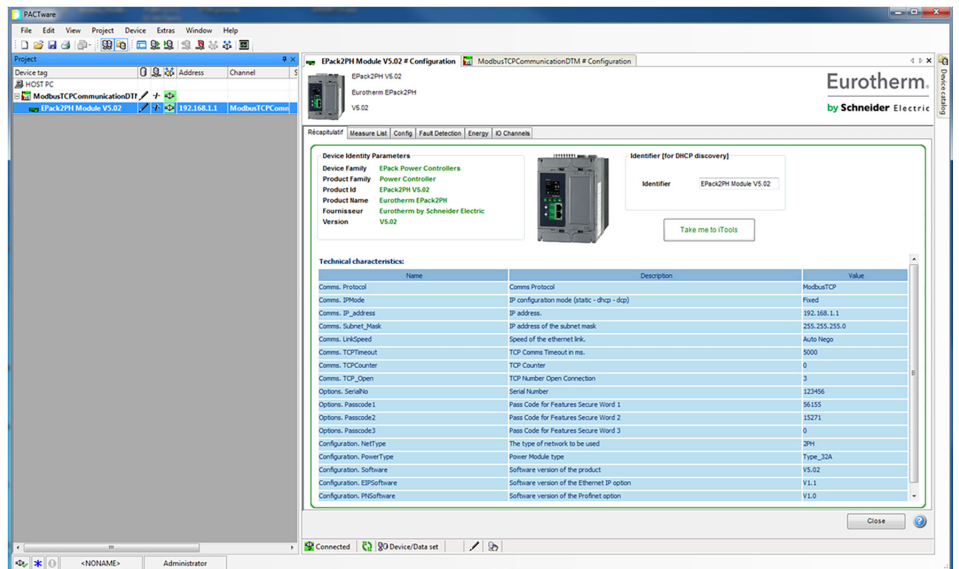 PACTware
File Edit View Project Device Extras Window Help
Project
Device tag Address Channel S
HOST PC
ModbusTCPCommunicationDTM
EPack2PH Module V5.02 192.168.1.1 ModbusTCPComm
EPack2PH Module V5.02 # Configuration ModbusTCPCommunicationDTM # Configuration
Device catalog
EPack2PH V5.02
Eurotherm EPack2PH
V5.02
Eurotherm.
by Schneider Electric
Récapitulatif Measure List Config Fault Detection Energy IO Channels
Device Identity Parameters
Device Family EPack Power Controllers
Product Family Power Controller
Product Id EPack2PH V5.02
Product Name Eurotherm EPack2PH
Fournisseur Eurotherm by Schneider Electric
Version V5.02
Identifier [for DHCP discovery]
Identifier EPack2PH Module V5.02
Take me to iTools
Technical characteristics:
Name Description Value
Comms. Protocol Comms Protocol ModbusTCP
Comms. IPMode IP configuration mode (static - dhcp - dcp) Fixed
Comms. IP_address IP address. 192.168.1.1
Comms. Subnet_Mask IP address of the subnet mask 255.255.255.0
Comms. LinkSpeed Speed of the ethernet link. Auto Nego
Comms. TCPTimeout TCP Comms Timeout in ms. 5000
Comms. TCPCounter TCP Counter 0
Comms. TCP_Open TCP Number Open Connection 3
Options. SerialNo Serial Number 123456
Options. Passcode1 Pass Code for Features Secure Word 1 56155
Options. Passcode2 Pass Code for Features Secure Word 2 15271
Options. Passcode3 Pass Code for Features Secure Word 3 0
Configuration. NetType The type of network to be used 2PH
Configuration. PowerType Power Module type Type_32A
Configuration. Software Software version of the product V5.02
Configuration. EIPSoftware Software version of the Ethernet IP option V1.1
Configuration. PNSoftware Software version of the Profinet option V1.0
Close
Connected Device/Data set
<NONAME> Administrator